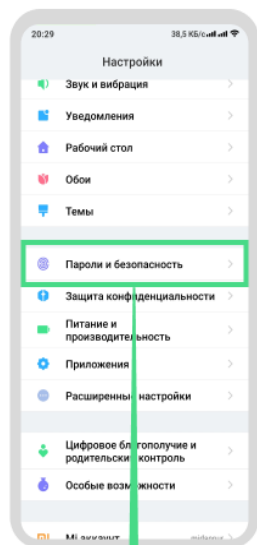 20:29 38,5 КБ/с
Настройки
Звук и вибрация
Уведомления
Рабочий стол
Обои
Темы
Пароли и безопасность
Защита конфиденциальности
Питание и
производительность
Приложения
Расширенные настройки
Цифровое благополучие и
родительский контроль
Особые возможности
Mi аккаунт